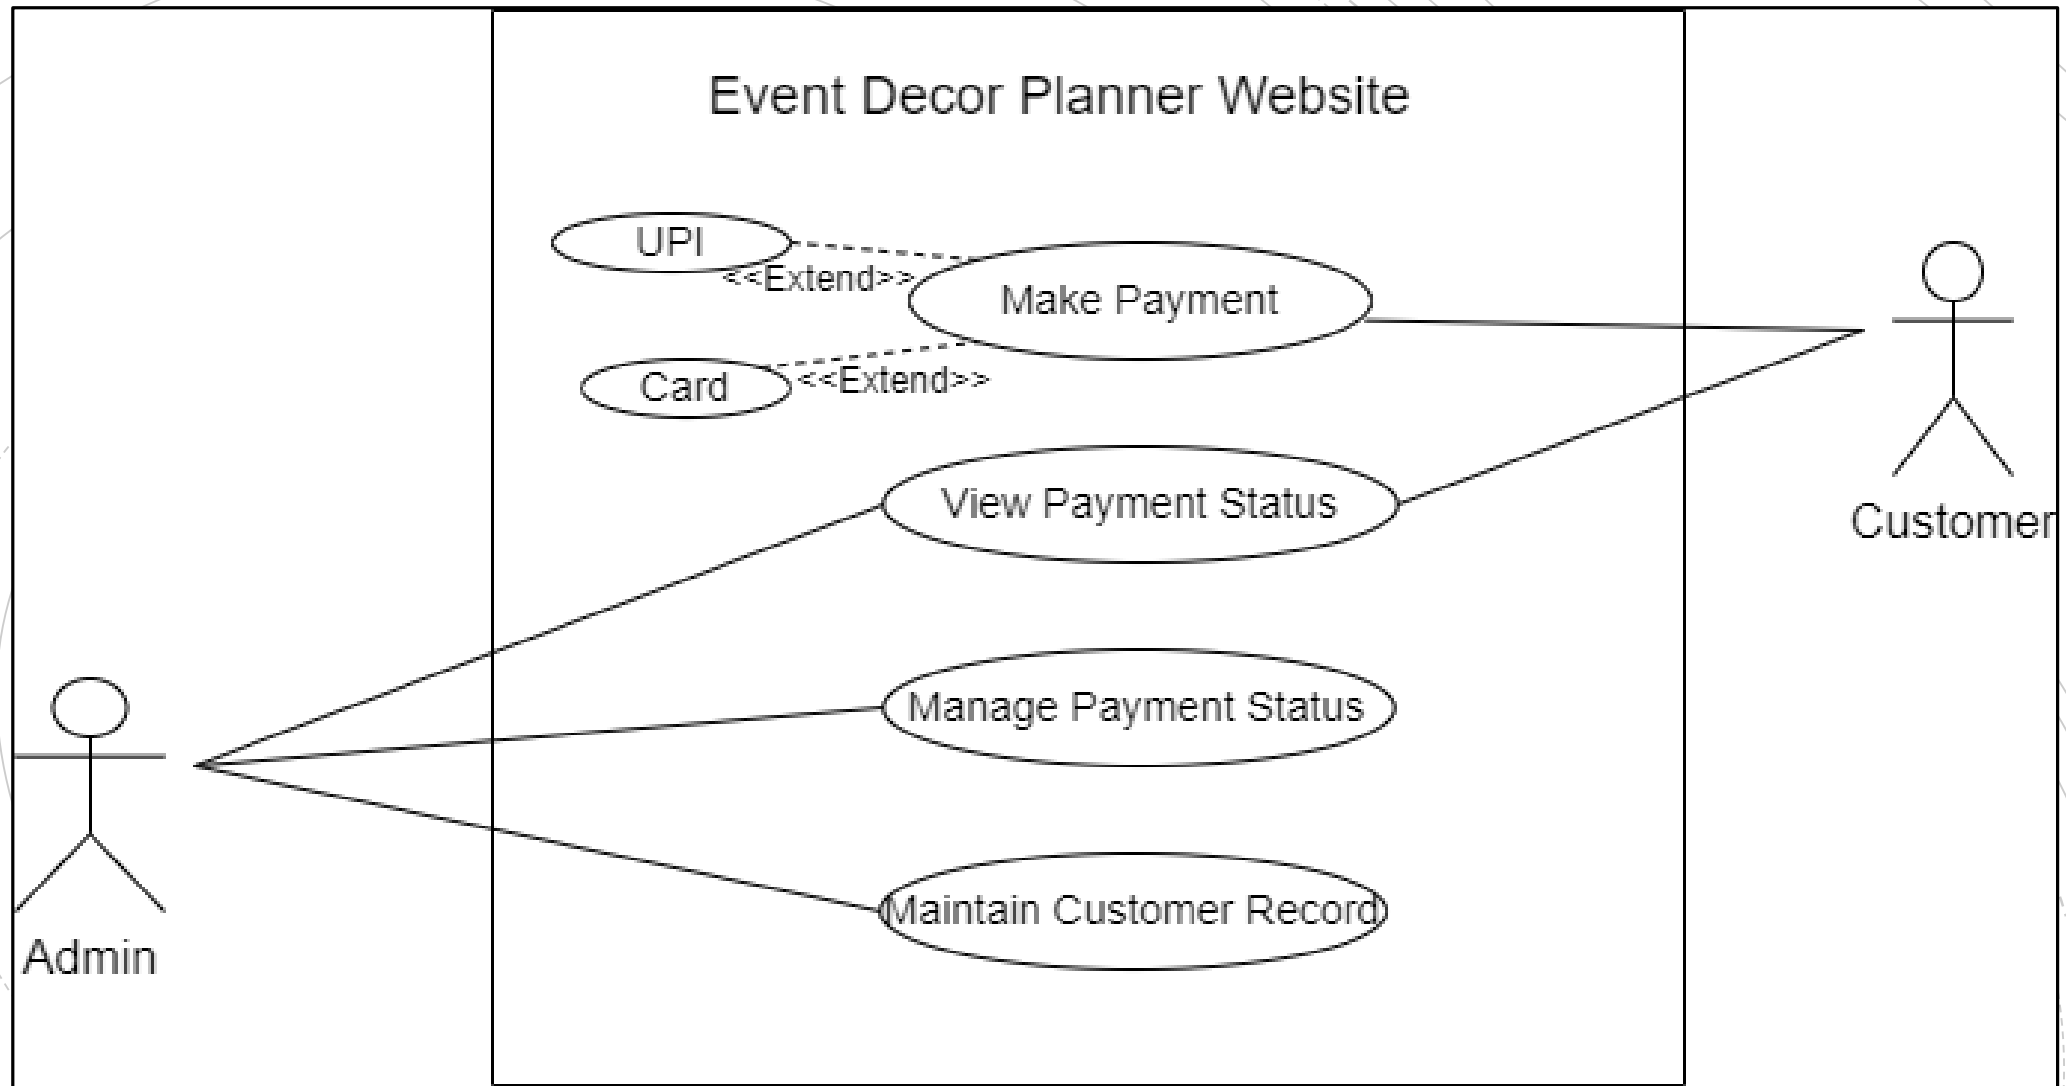 Event Decor Planner Website
UPI
<<Extend>>
Make Payment
Card
<<Extend>>
View Payment Status
Customer
Manage Payment Status
Maintain Customer Record
Admin